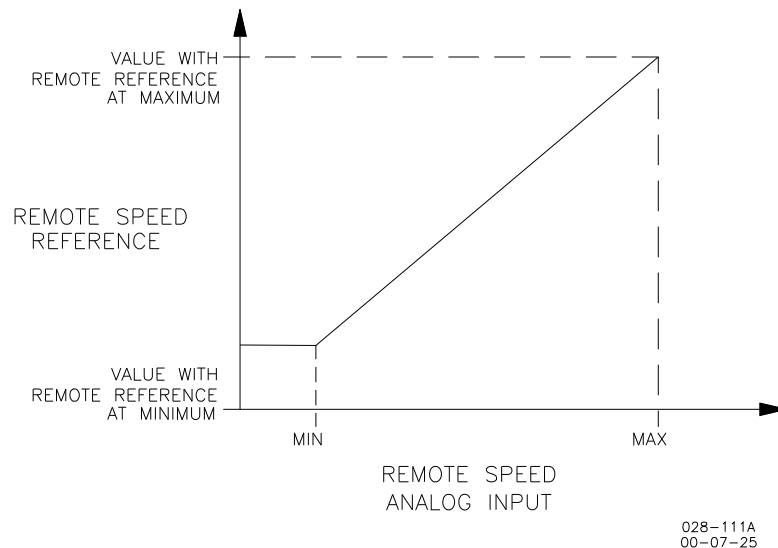 VALUE WITH
REMOTE REFERENCE
AT MAXIMUM
REMOTE SPEED
REFERENCE
VALUE WITH
REMOTE REFERENCE
AT MINIMUM
MIN
MAX
REMOTE SPEED
ANALOG INPUT
028-111A
00-07-25